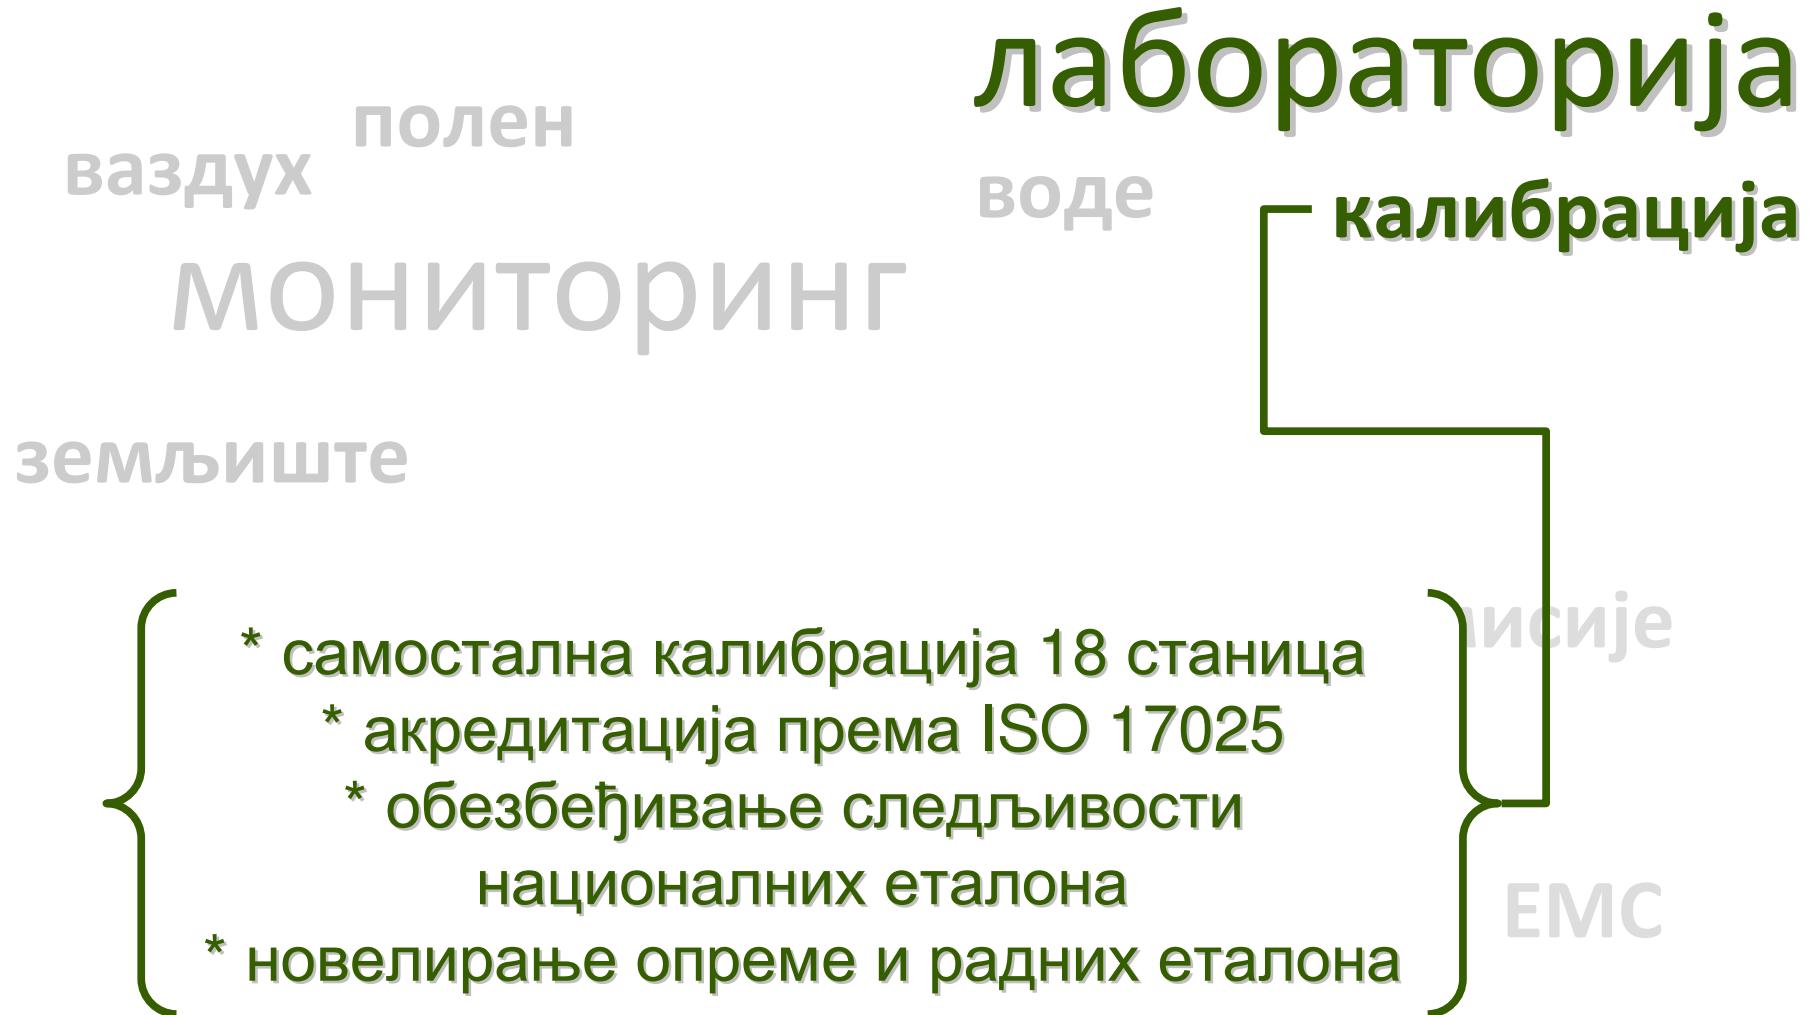 лабораторија
полен
ваздух
воде
калибрација
мониторинг
земљиште
* самостална калибрација 18 станица
* акредитација према ISO 17025
* обезбеђивање следљивости
националних еталона
* новелирање опреме и радних еталона
ЕМС